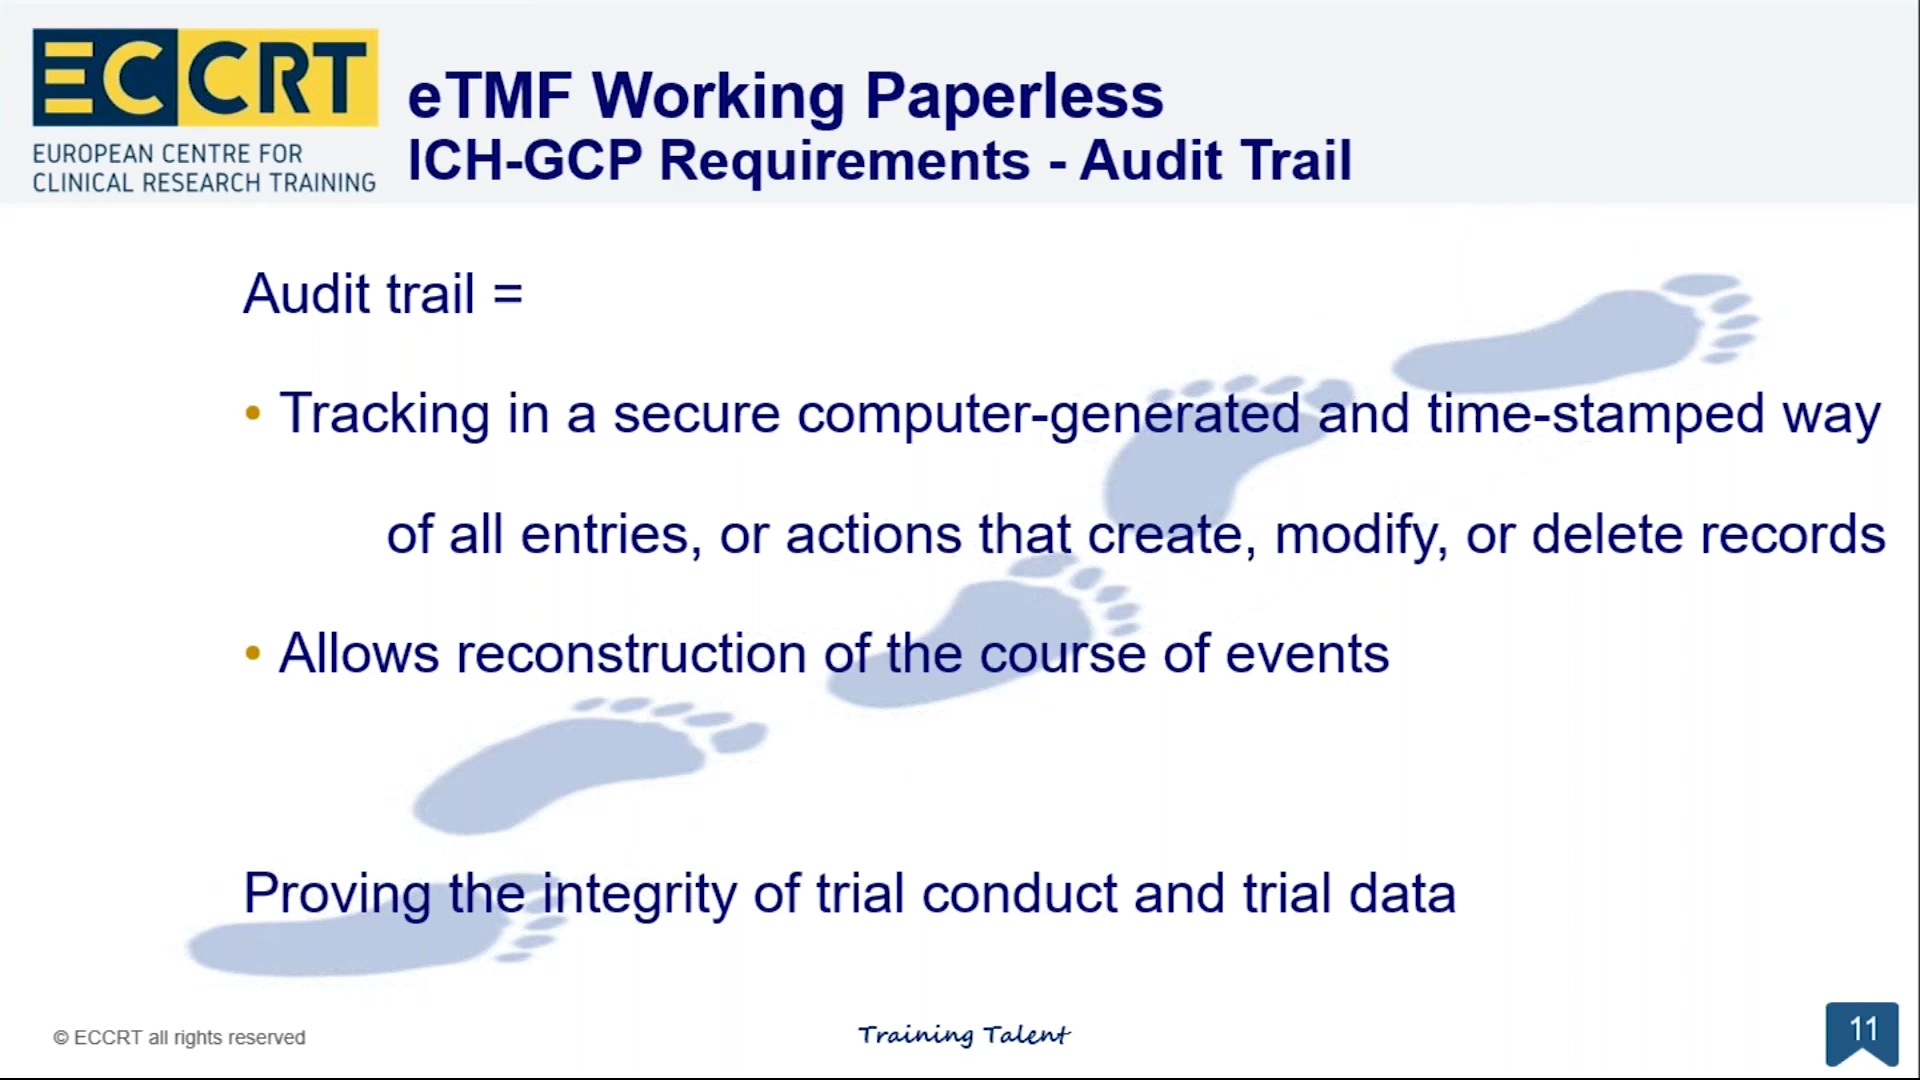 ECCRT
EUROPEAN CENTRE FOR
CLINICAL RESEARCH TRAINING
eTMF Working Paperless
ICH-GCP Requirements - Audit Trail
Audit trail =
• Tracking in a secure computer-generated and time-stamped way
of all entries, or actions that create, modify, or delete records
• Allows reconstruction of the course of events
Proving the integrity of trial conduct and trial data
© ECCRT all rights reserved
Training Talent
11